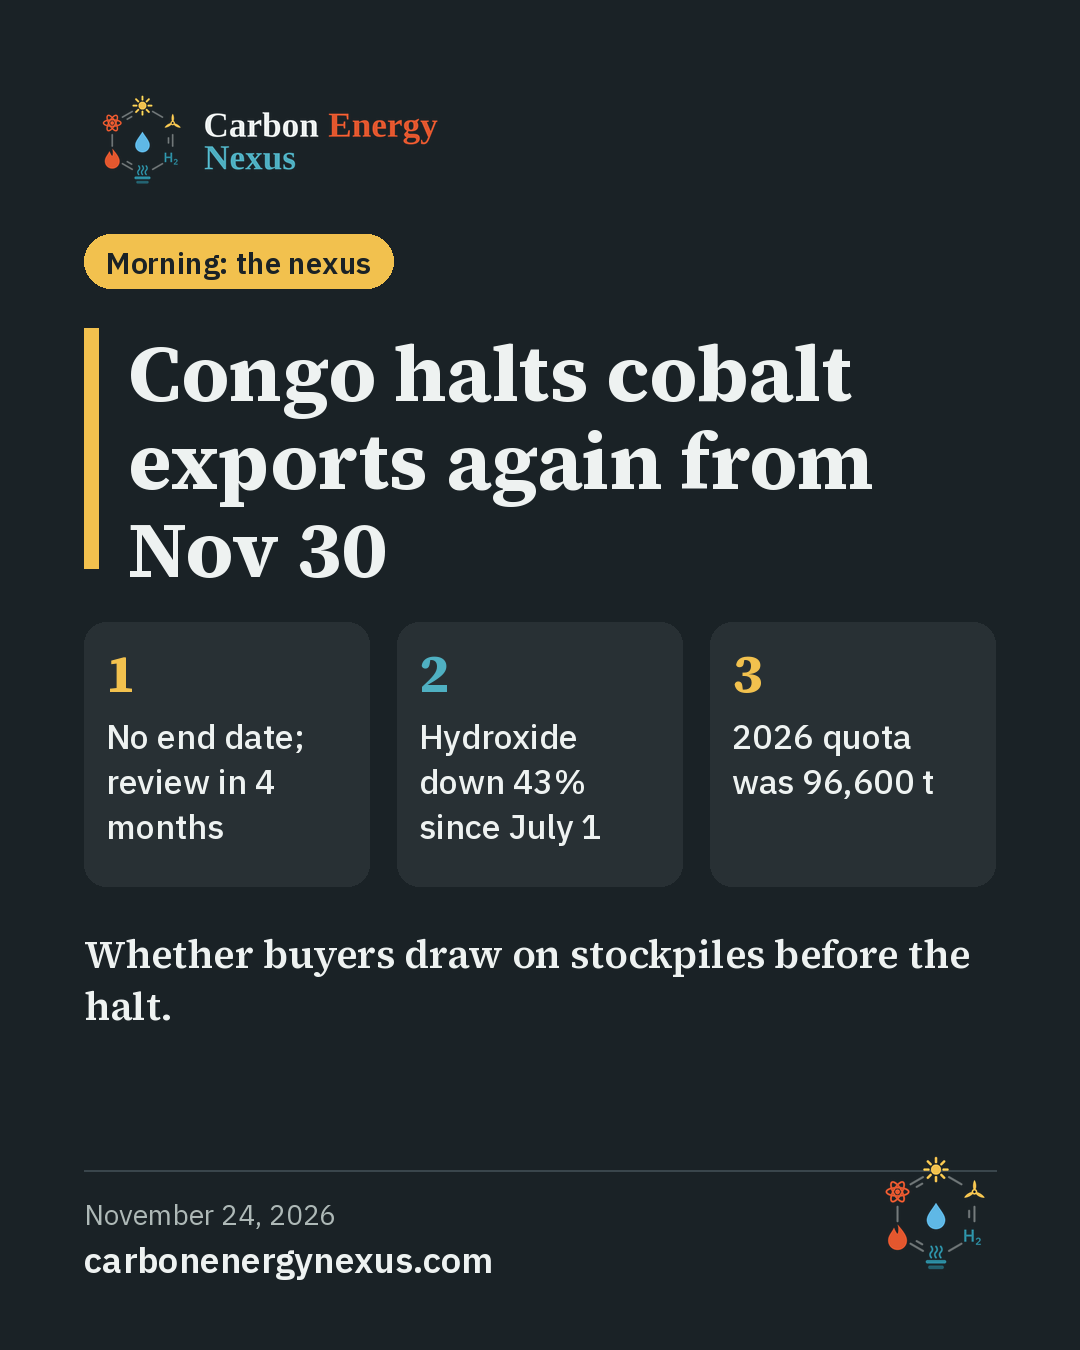 Carbon Energy
Nexus
H₂
Morning: the nexus
Congo halts cobalt
exports again from
Nov 30
1
No end date;
review in 4
months
2
Hydroxide
down 43%
since July 1
3
2026 quota
was 96,600 t
Whether buyers draw on stockpiles before the
halt.
November 24, 2026
carbonenergynexus.com
H₂